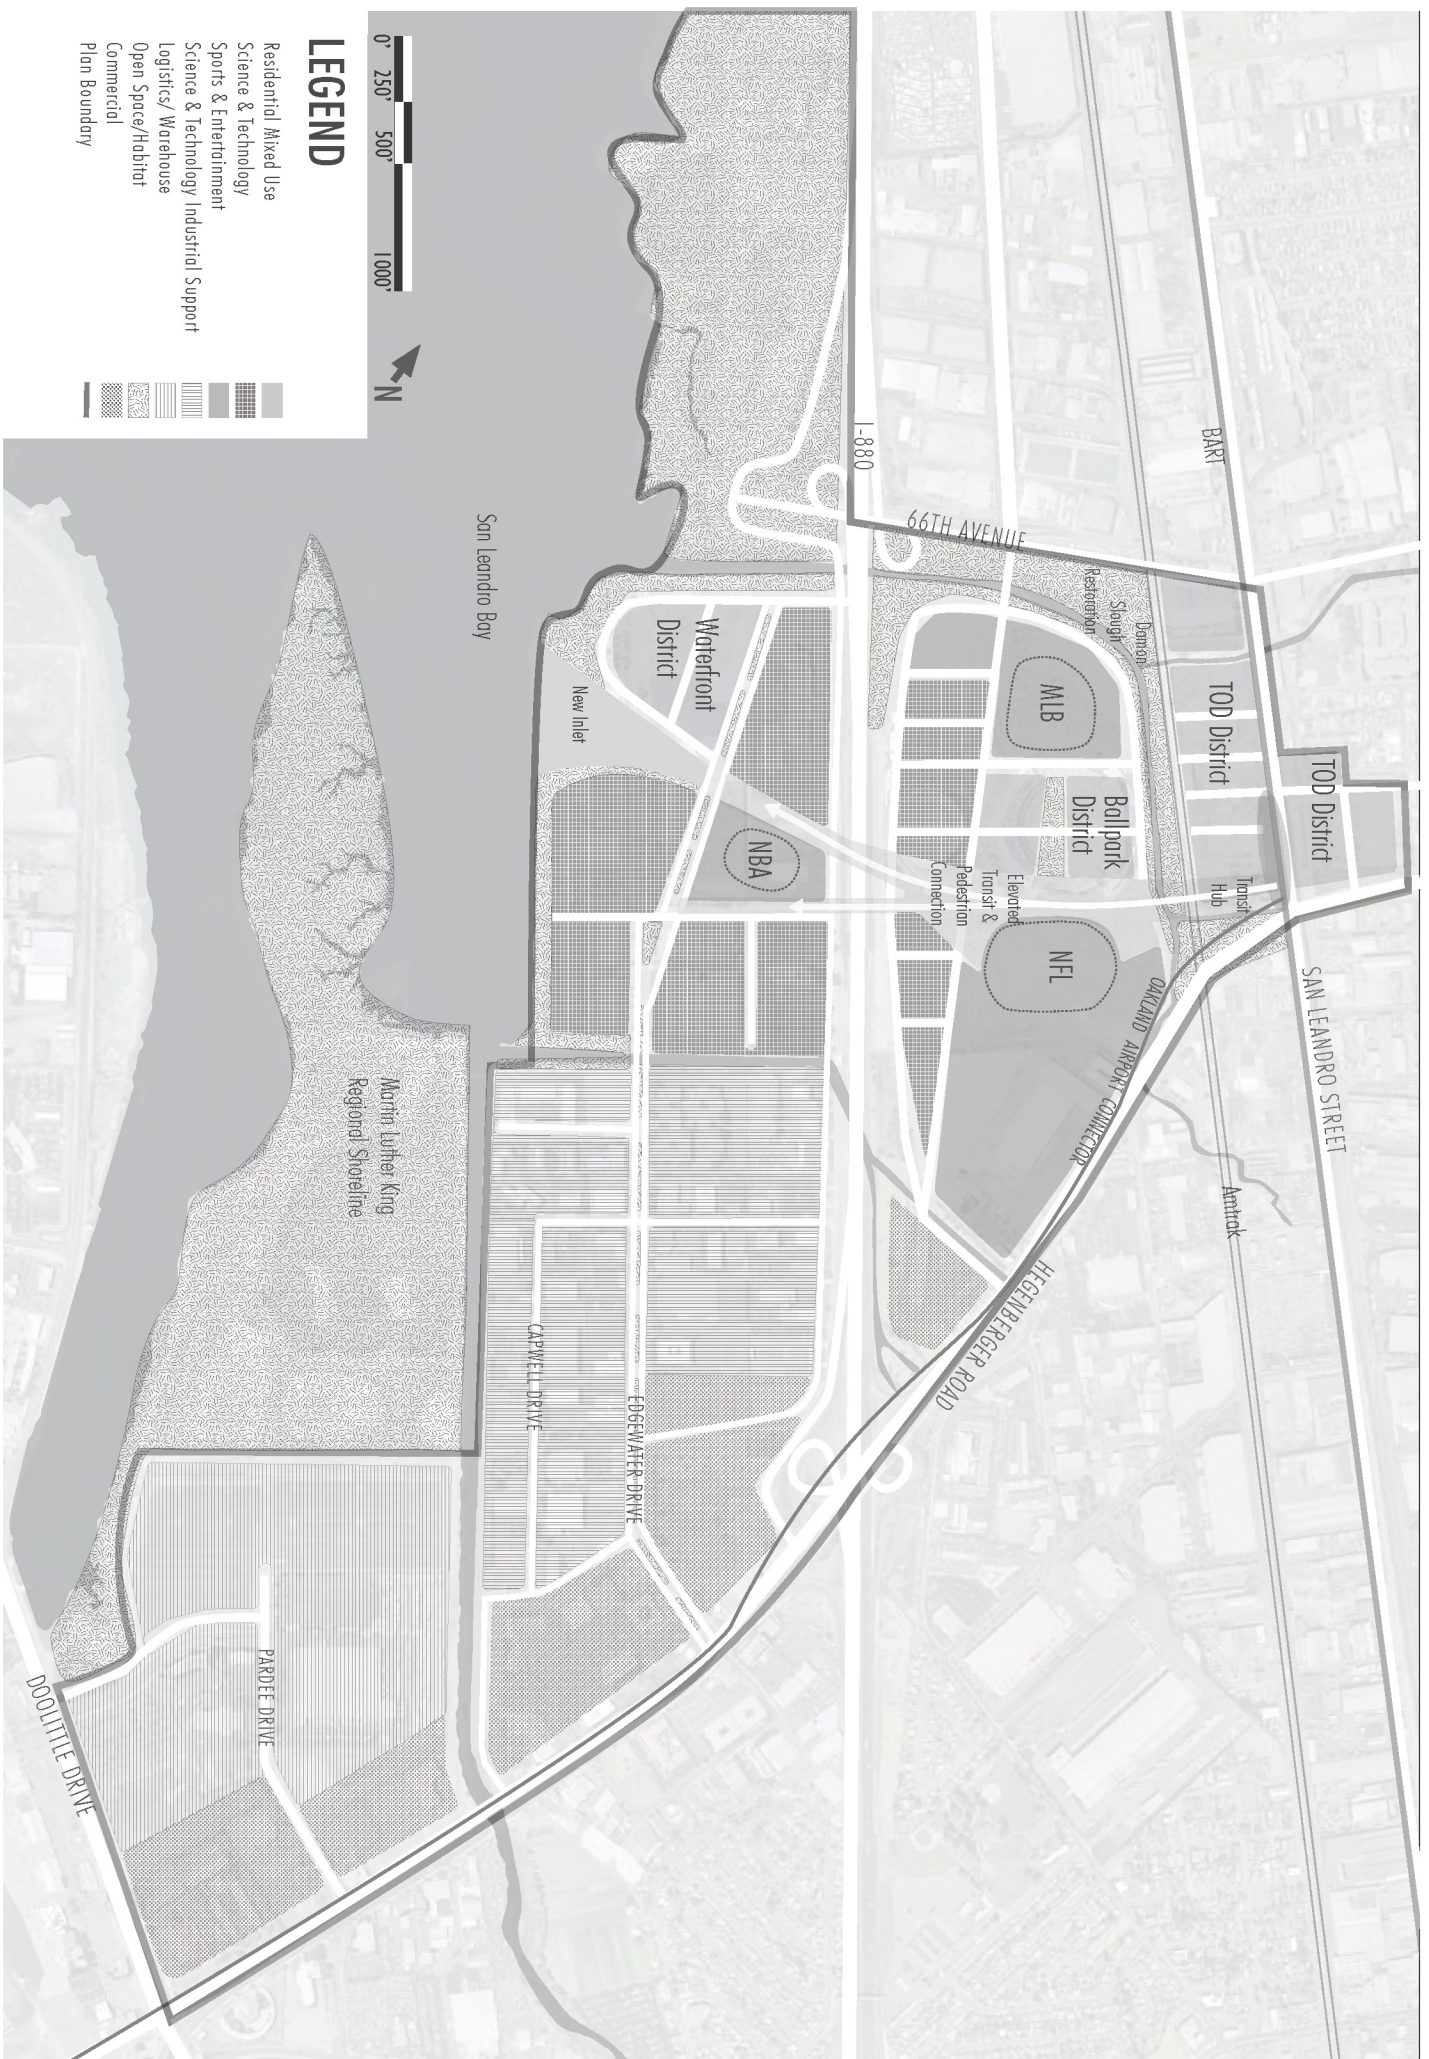 LEGEND
Residential Mixed Use
Science & Technology
Sports & Entertainment
Science & Technology Industrial Support
Logistics/ Warehouse
Open Space/Habitat
Commercial
Plan Boundary
0' 250' 500' 1000'
N
I-880
66TH AVENUE
BART
San Leandro Bay
Damon
Slough
Restoration
Waterfront
District
New Inlet
MLB
TOD District
TOD District
Ballpark
District
NBA
Elevated
Transit &
Pedestrian
Connection
Transit
Hub
NFL
SAN LEANDRO STREET
OAKLAND AIRPORT CONNECTOR
Amtrak
Martin Luther King
Regional Shoreline
HEGENBERGER ROAD
CAPWELL DRIVE
EDGEWATER DRIVE
PARDEE DRIVE
DOOLITTLE DRIVE